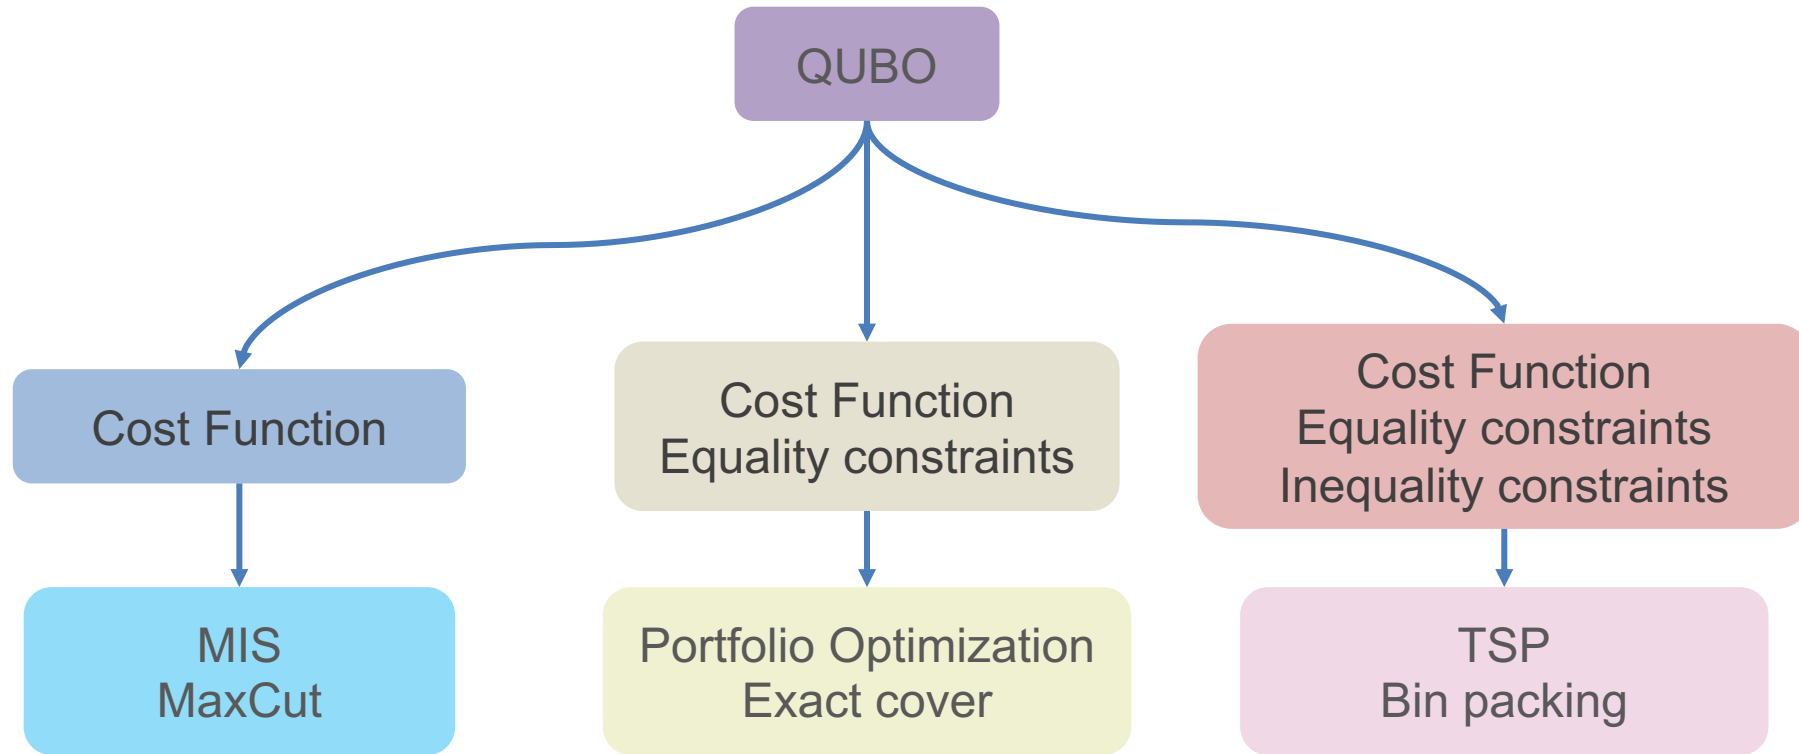 QUBO
Cost Function
Cost Function
Equality constraints
Cost Function
Equality constraints
Inequality constraints
MIS
MaxCut
Portfolio Optimization
Exact cover
TSP
Bin packing